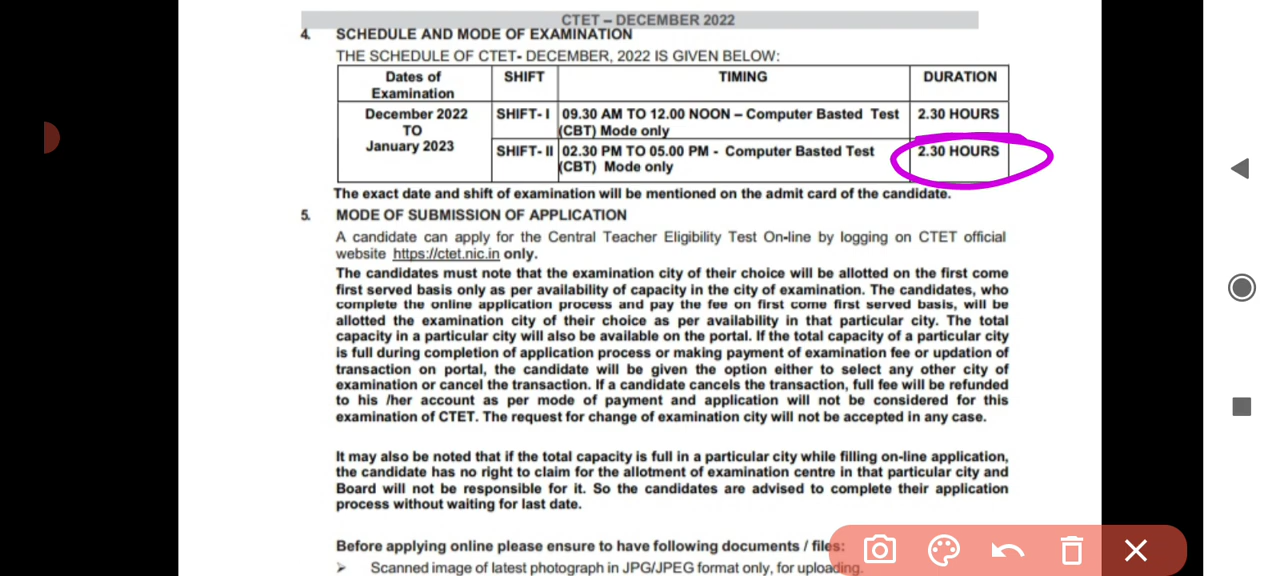 CTET – DECEMBER 2022
4. SCHEDULE AND MODE OF EXAMINATION
THE SCHEDULE OF CTET- DECEMBER, 2022 IS GIVEN BELOW:
Dates of Examination SHIFT TIMING DURATION
December 2022 TO January 2023
SHIFT- I 09.30 AM TO 12.00 NOON – Computer Basted Test 2.30 HOURS
(CBT) Mode only
SHIFT- II 02.30 PM TO 05.00 PM - Computer Basted Test 2.30 HOURS
(CBT) Mode only
The exact date and shift of examination will be mentioned on the admit card of the candidate.
5. MODE OF SUBMISSION OF APPLICATION
A candidate can apply for the Central Teacher Eligibility Test On-line by logging on CTET official
website https://ctet.nic.in only.
The candidates must note that the examination city of their choice will be allotted on the first come
first served basis only as per availability of capacity in the city of examination. The candidates, who
complete the online application process and pay the fee on first come first served basis, will be
allotted the examination city of their choice as per availability in that particular city. The total
capacity in a particular city will also be available on the portal. If the total capacity of a particular city
is full during completion of application process or making payment of examination fee or updation of
transaction on portal, the candidate will be given the option either to select any other city of
examination or cancel the transaction. If a candidate cancels the transaction, full fee will be refunded
to his /her account as per mode of payment and application will not be considered for this
examination of CTET. The request for change of examination city will not be accepted in any case.
It may also be noted that if the total capacity is full in a particular city while filling on-line application,
the candidate has no right to claim for the allotment of examination centre in that particular city and
Board will not be responsible for it. So the candidates are advised to complete their application
process without waiting for last date.
Before applying online please ensure to have following documents / files:
➢ Scanned image of latest photograph in JPG/JPEG format only, for uploading.